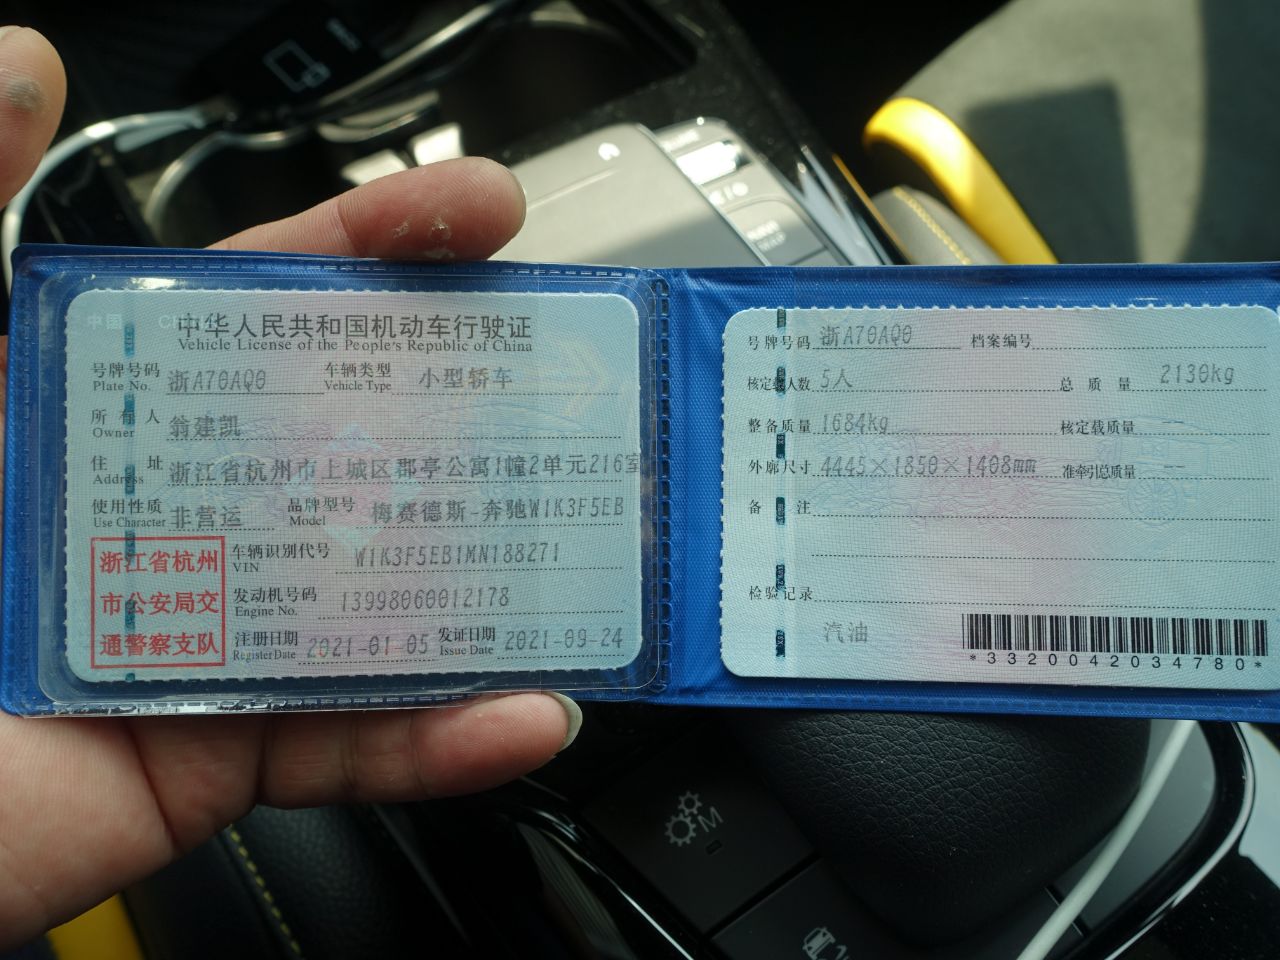 中国 CHINA
中华人民共和国机动车行驶证
Vehicle License of the People's Republic of China
号牌号码 浙A70AQ0 车辆类型 小型轿车
Plate No. Vehicle Type
所有人 翁建凯
Owner
住址 浙江省杭州市上城区郡亭公寓1幢2单元216室
Address
使用性质 非营运 品牌型号 梅赛德斯-奔驰W1K3F5EB
Use Character Model
浙江省杭州
市公安局交
通警察支队
车辆识别代号 W1K3F5EB1MN188271
VIN
发动机号码 13998060012178
Engine No.
注册日期 2021-01-05 发证日期 2021-09-24
Register Date Issue Date
号牌号码 浙A70AQ0 档案编号
核定载人数 5人 总质量 2130kg
整备质量 1684kg 核定载质量 --
外廓尺寸 4445×1850×1408mm 准牵引总质量 --
备注
检验记录
汽油
*3320042034780*
M